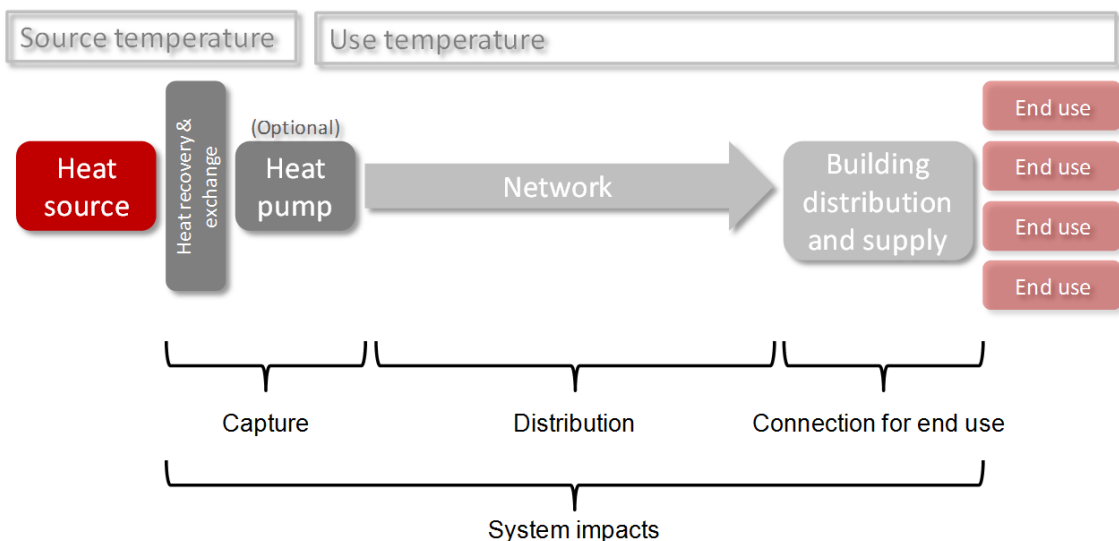 Source temperature
Use temperature
Heat
source
Heat recovery &
exchange
(Optional)
Heat
pump
Network
Building
distribution
and supply
End use
End use
End use
End use
Capture
Distribution
Connection for end use
System impacts